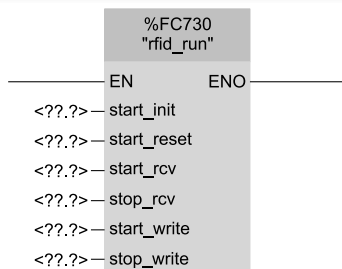 %FC730
"rfid_run"
EN ENO
<??.?> start_init
<??.?> start_reset
<??.?> start_rcv
<??.?> stop_rcv
<??.?> start_write
<??.?> stop_write